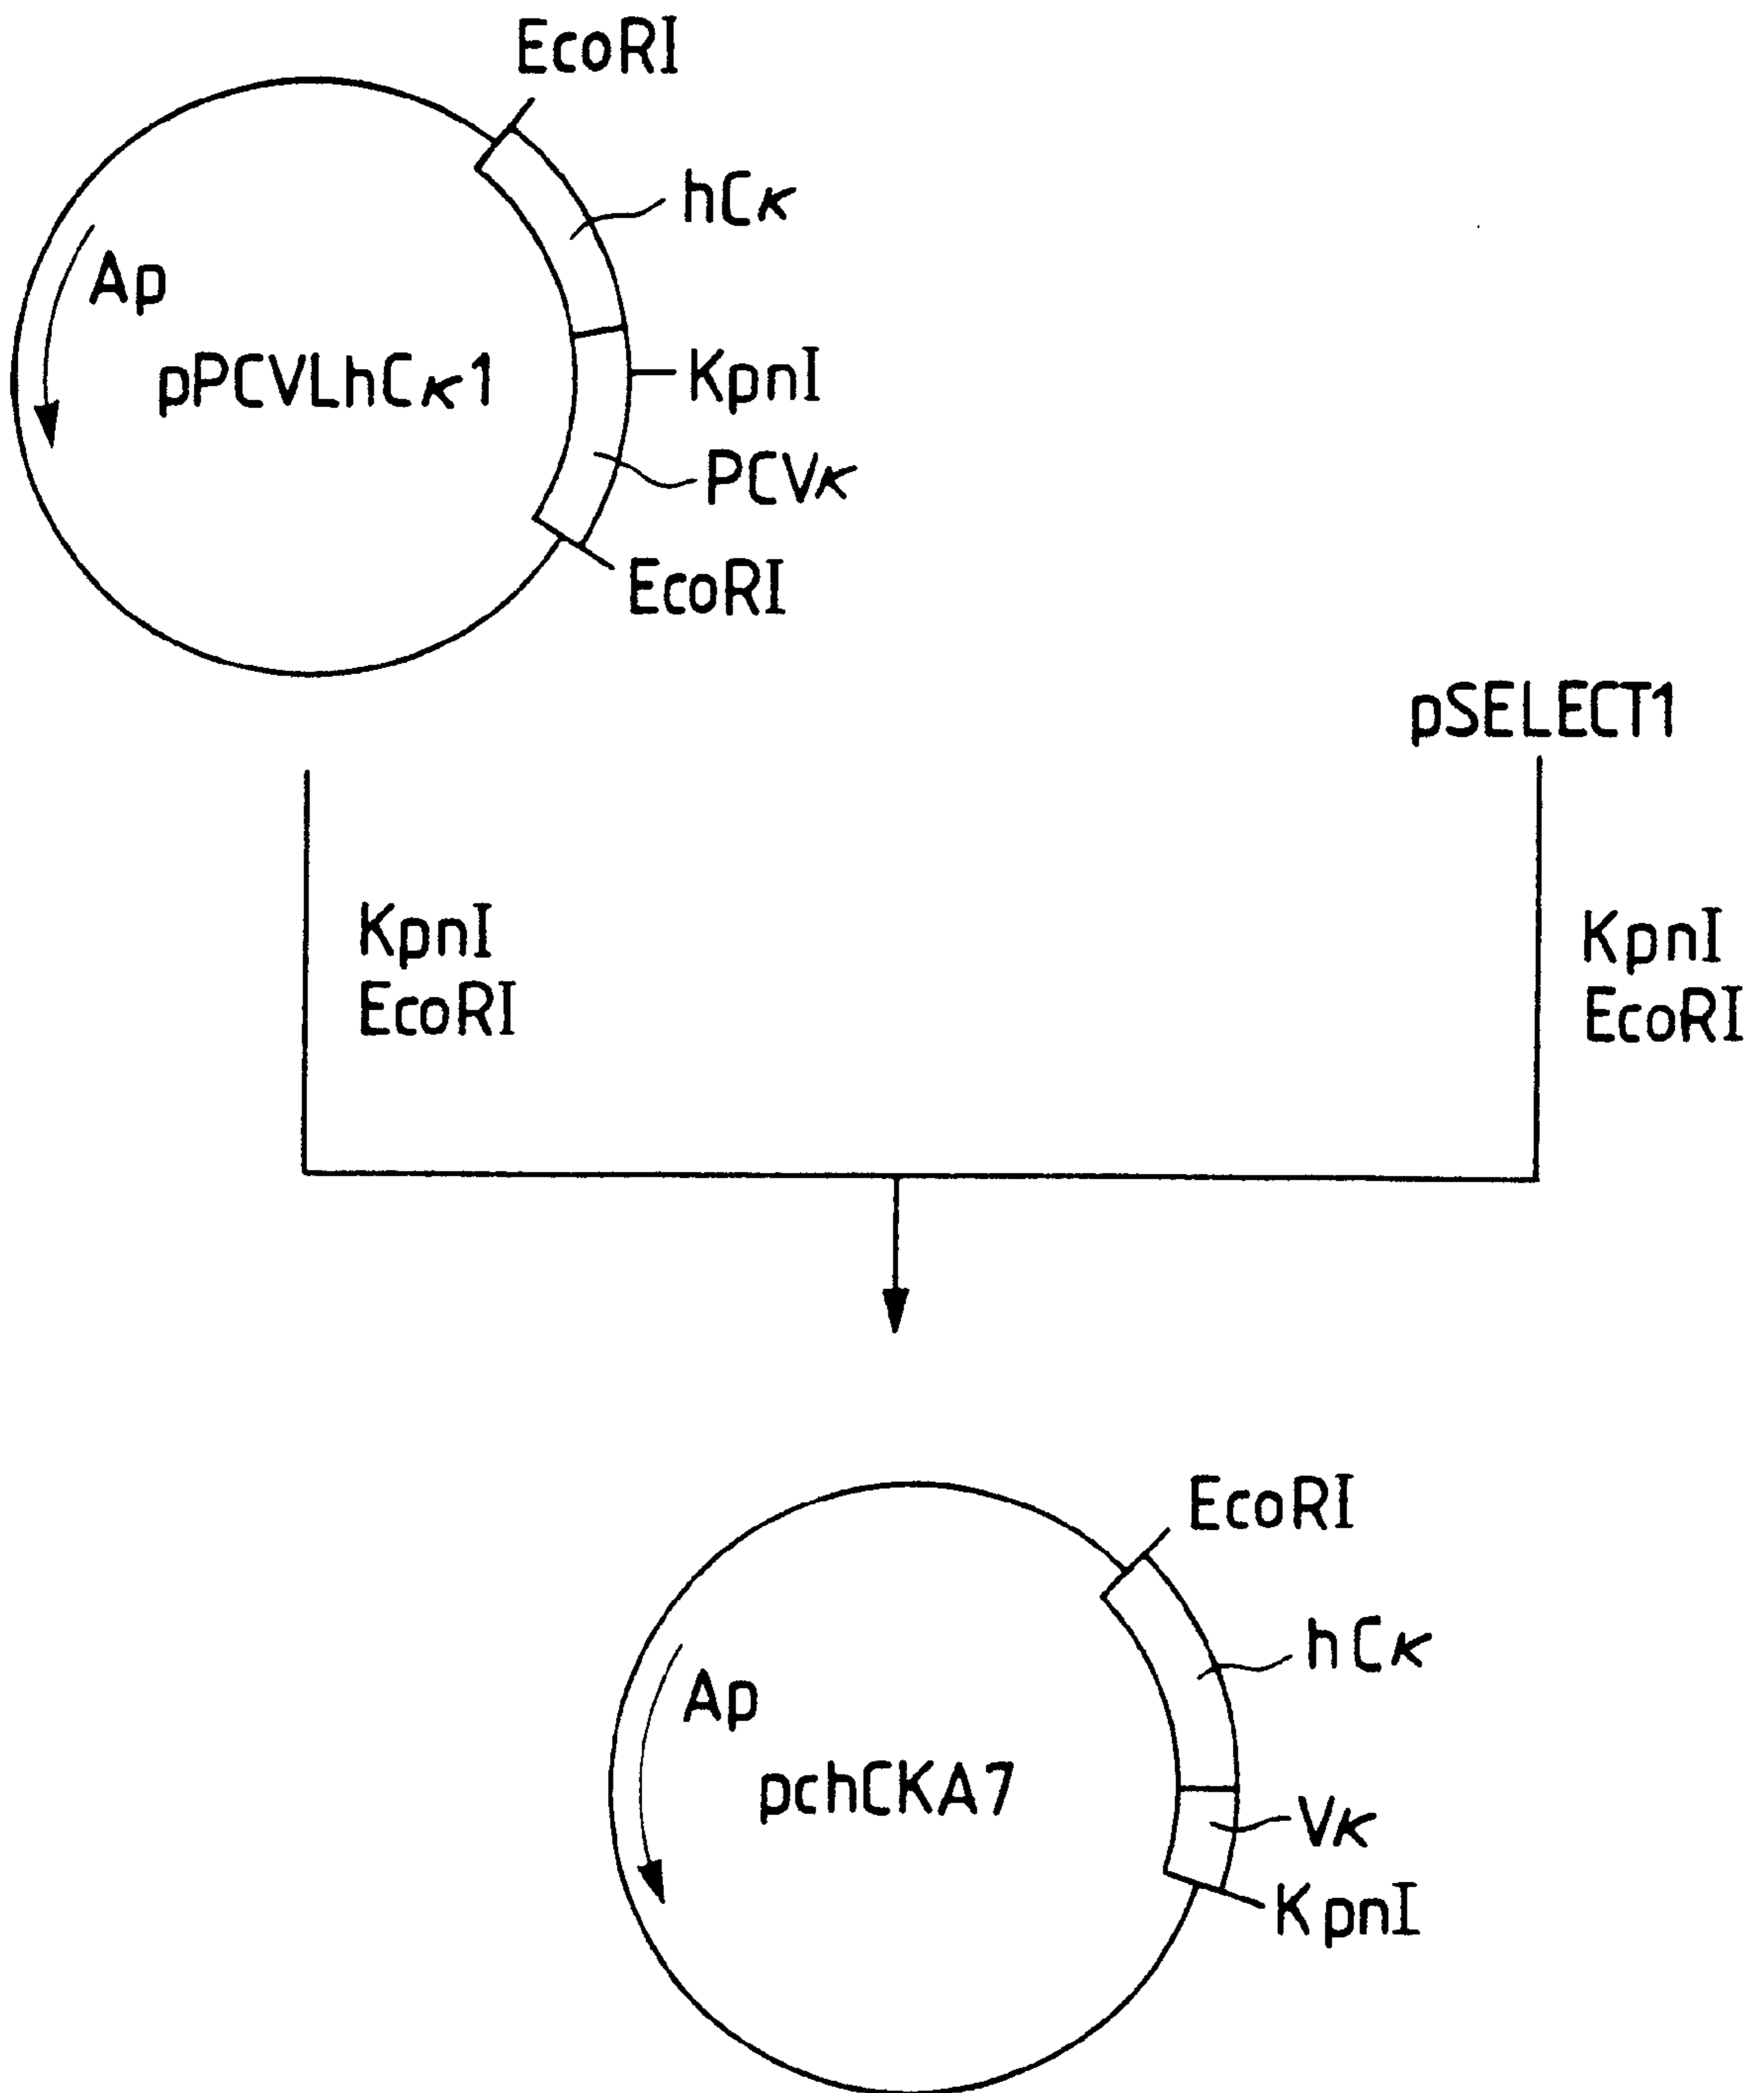 EcoRI
hCκ
Ap
pPCVLhCκ1
KpnI
PCVκ
EcoRI
pSELECT1
KpnI
EcoRI
KpnI
EcoRI
EcoRI
hCκ
Ap
pchCKA7
Vκ
KpnI